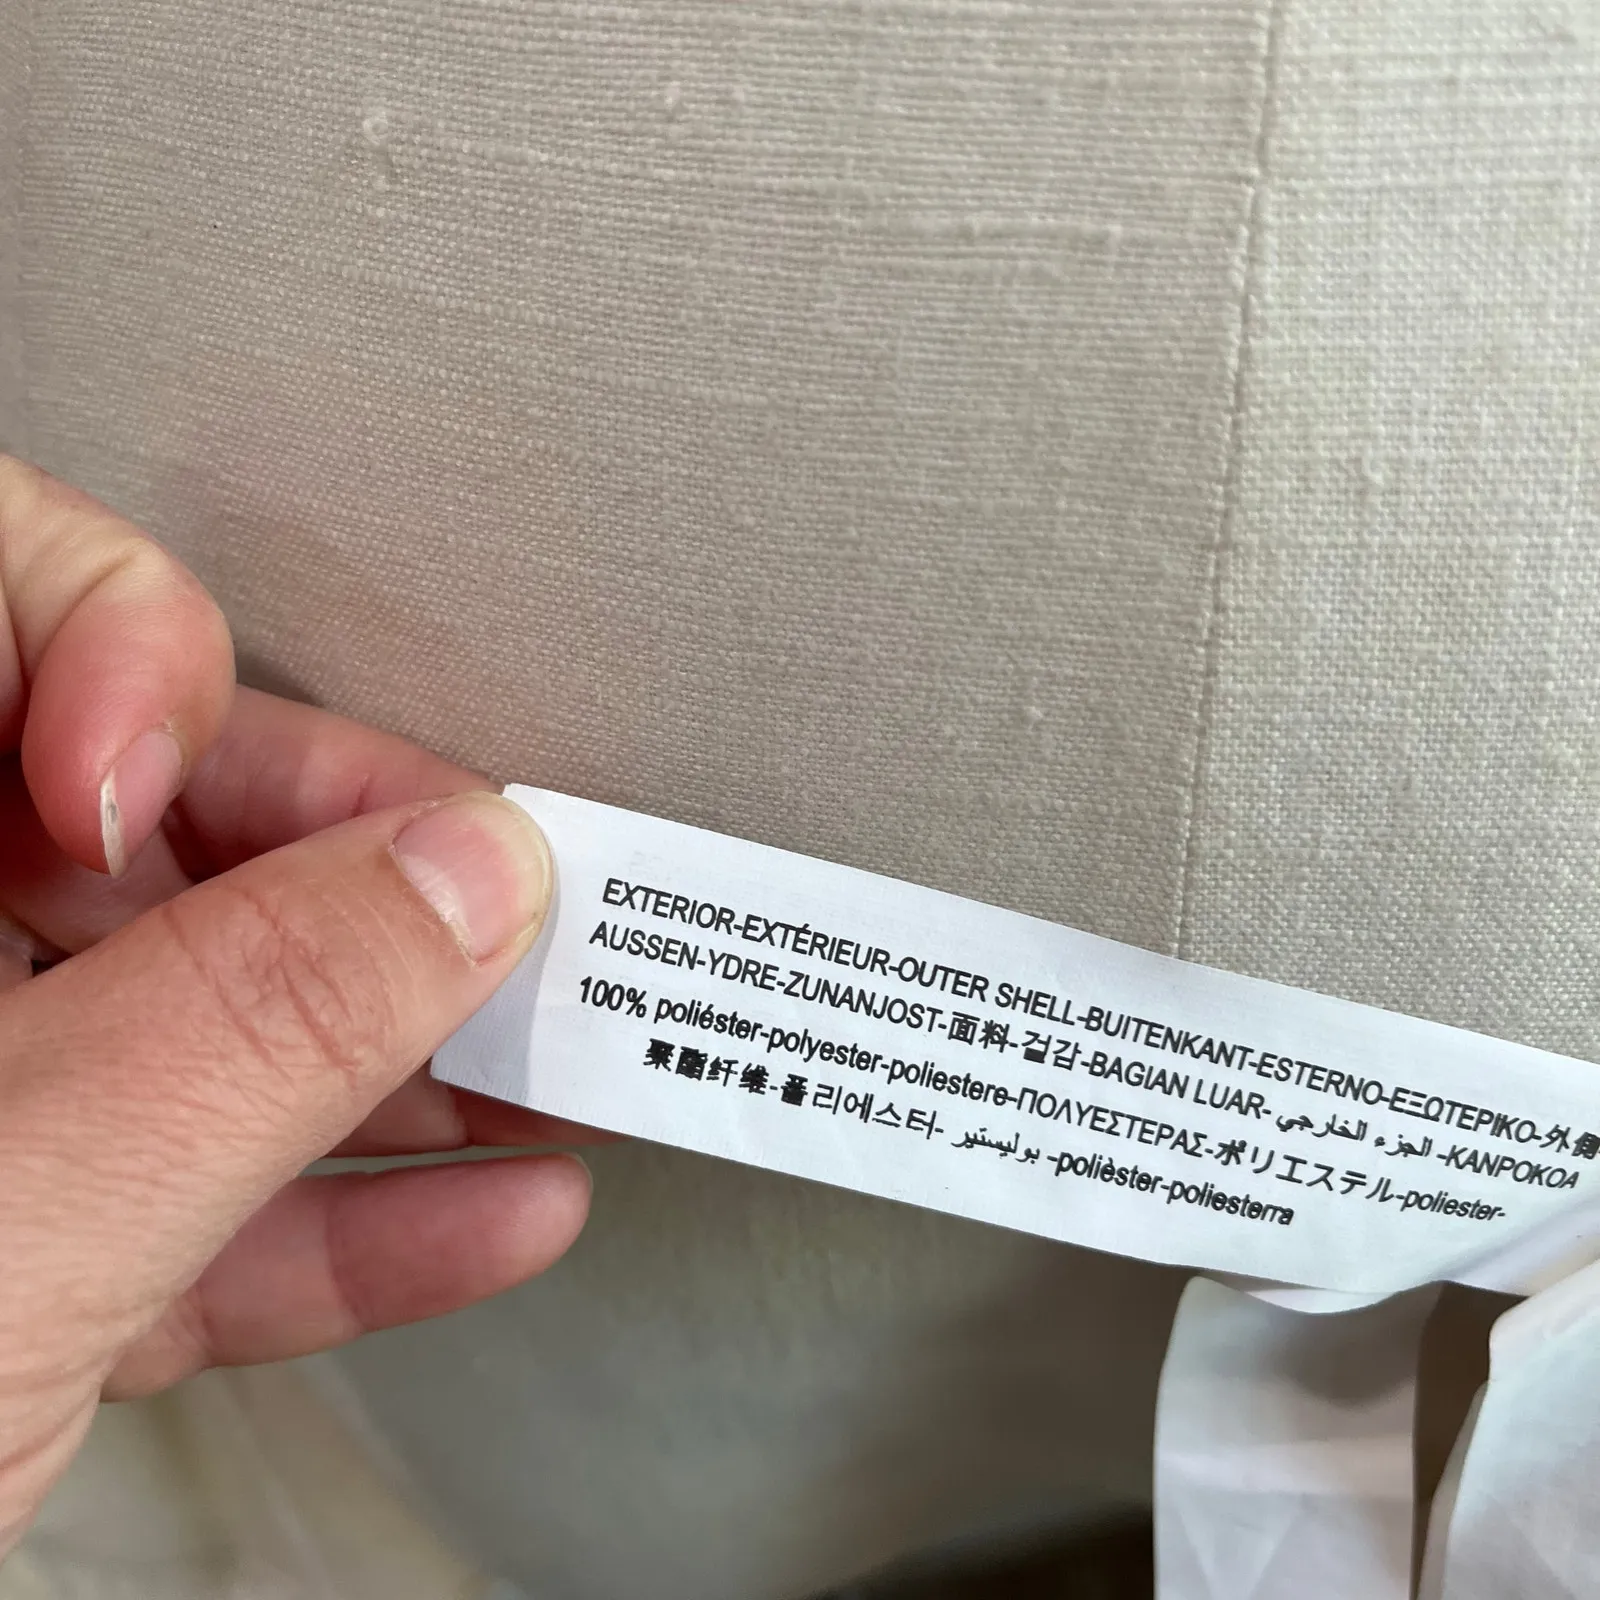 EXTERIOR-EXTÉRIEUR-OUTER SHELL-BUITENKANT-ESTERNO-ΕΞΩΤΕΡΙΚΟ-外側-
AUSSEN-YDRE-ZUNANJOST-面料-겉감-BAGIAN LUAR- الجزء الخارجي -KANPOKOA
100% poliéster-polyester-poliestere-ΠΟΛΥΕΣΤΕΡΑΣ-ポリエステル-poliester-
聚酯纤维-폴리에스터- بوليستير -polièster-poliesterra